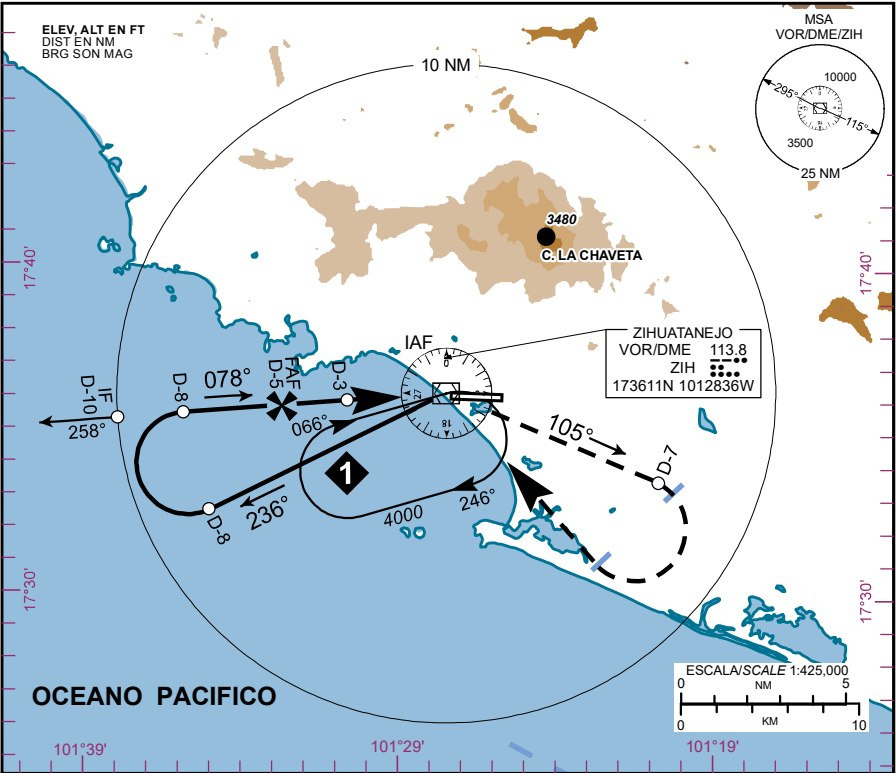 ELEV, ALT EN FT
DIST EN NM
BRG SON MAG
MSA
VOR/DME/ZIH
10000
295°
115°
3500
25 NM
10 NM
3480
C. LA CHAVETA
17°40'
17°40'
ZIHUATANEJO
VOR/DME 113.8
ZIH
173611N 1012836W
IAF
0
27
18
IF
D-10
258°
D-8
078°
FAF
D-5
D-3
066°
1
236°
D-8
4000
246°
105°
D-7
17°30'
17°30'
OCEANO PACIFICO
ESCALA/SCALE 1:425,000
0 NM 5
0 KM 10
101°39'
101°29'
101°19'